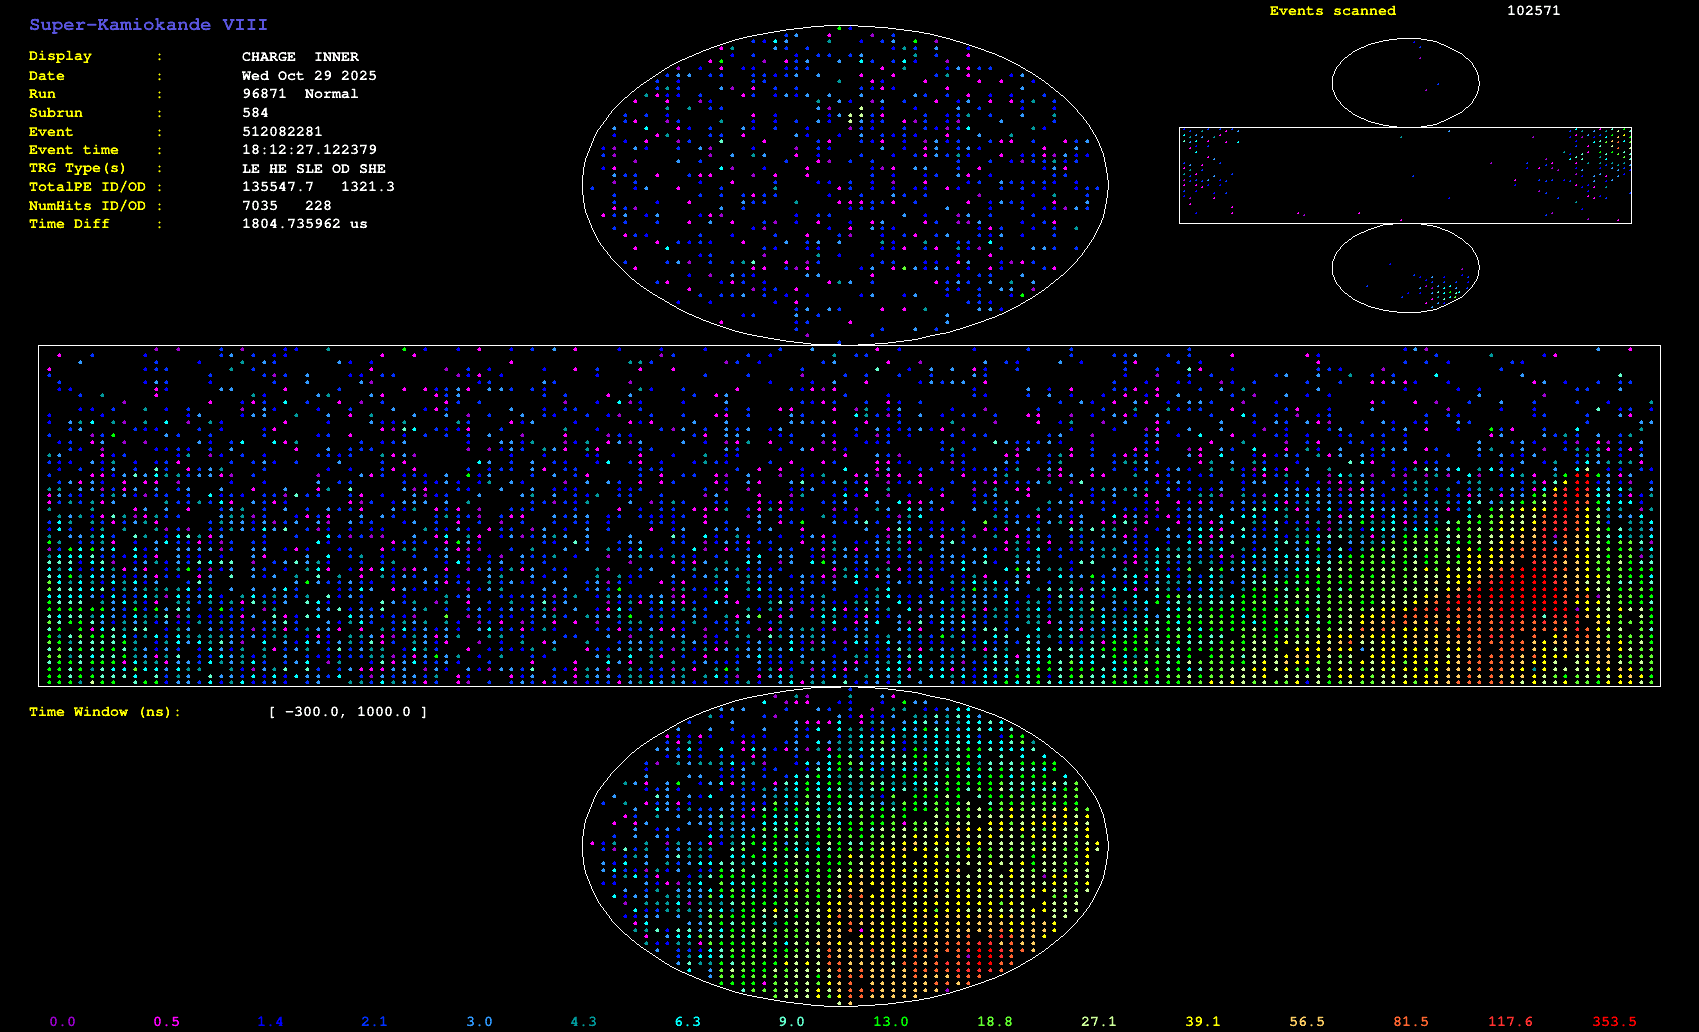 Super-Kamiokande VIII
Events scanned 102571
Display : CHARGE INNER
Date : Wed Oct 29 2025
Run : 96871 Normal
Subrun : 584
Event : 512082281
Event time : 18:12:27.122379
TRG Type(s) : LE HE SLE OD SHE
TotalPE ID/OD : 135547.7 1321.3
NumHits ID/OD : 7035 228
Time Diff : 1804.735962 us
Time Window (ns): [ -300.0, 1000.0 ]
0.0 0.5 1.4 2.1 3.0 4.3 6.3 9.0 13.0 18.8 27.1 39.1 56.5 81.5 117.6 353.5